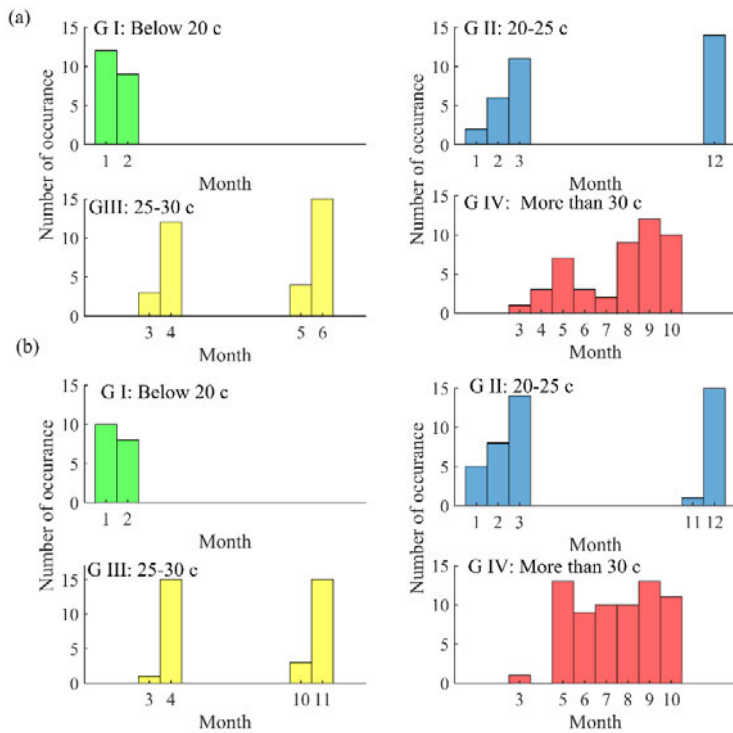 (a)
G I: Below 20 c
15
10
5
0
1 2
Month
Number of occurance
G II: 20-25 c
15
10
5
0
1 2 3 12
Month
GIII: 25-30 c
15
10
5
0
3 4 5 6
Month
Number of occurance
G IV: More than 30 c
15
10
5
0
3 4 5 6 7 8 9 10
Month
(b)
G I: Below 20 c
15
10
5
0
1 2
Month
Number of occurance
G II: 20-25 c
15
10
5
0
1 2 3 11 12
Month
G III: 25-30 c
15
10
5
0
3 4 10 11
Month
Number of occurance
G IV: More than 30 c
15
10
5
0
3 5 6 7 8 9 10
Month